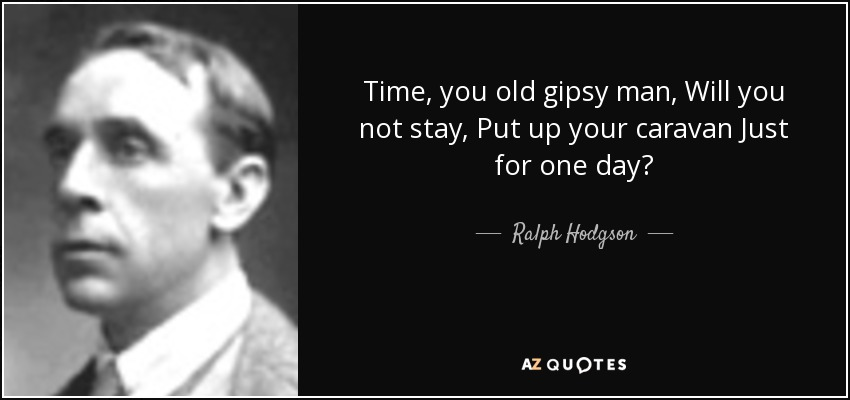 Time, you old gipsy man, Will you
not stay, Put up your caravan Just
for one day?
Ralph Hodgson
AZ QUOTES